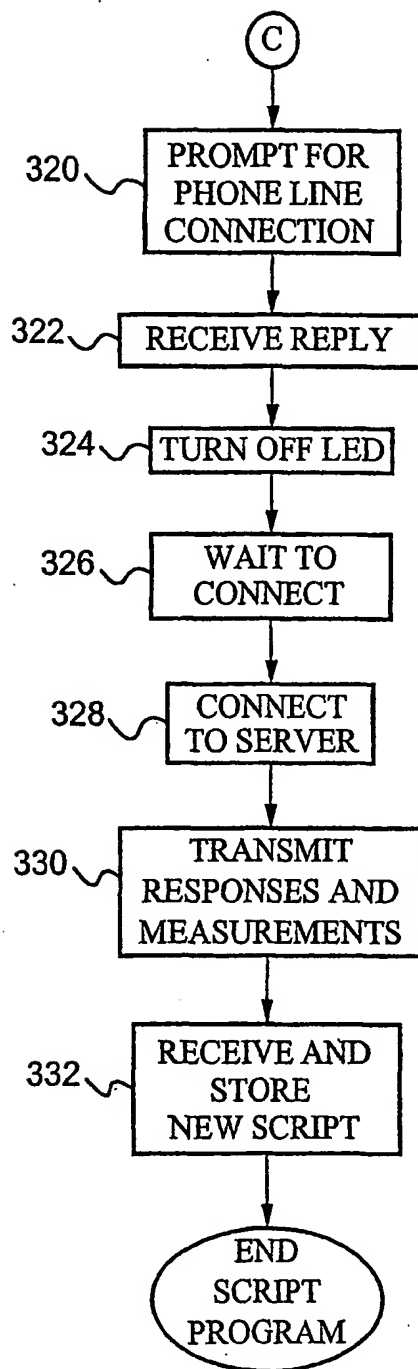 C
320
PROMPT FOR
PHONE LINE
CONNECTION
322
RECEIVE REPLY
324
TURN OFF LED
326
WAIT TO
CONNECT
328
CONNECT
TO SERVER
330
TRANSMIT
RESPONSES AND
MEASUREMENTS
332
RECEIVE AND
STORE
NEW SCRIPT
END
SCRIPT
PROGRAM